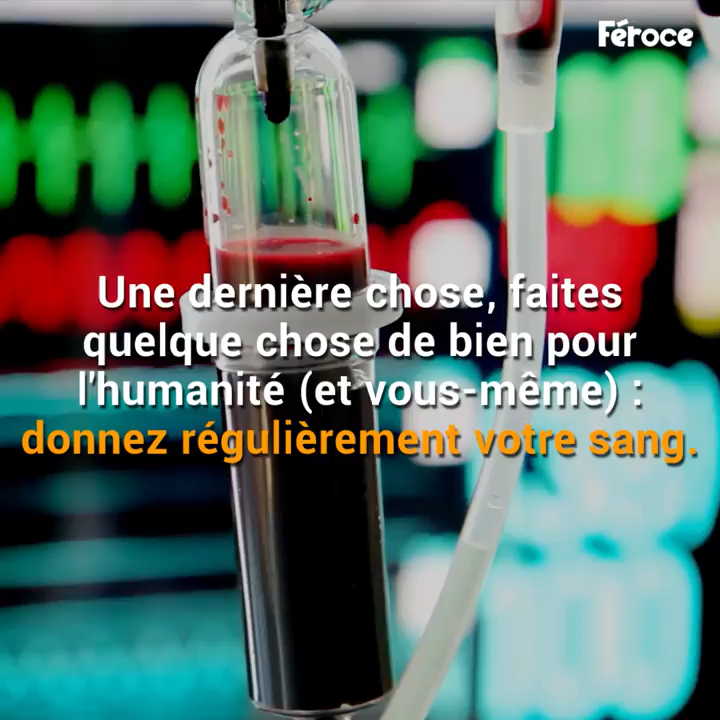 Féroce
Une dernière chose, faites
quelque chose de bien pour
l'humanité (et vous-même) :
donnez régulièrement votre sang.